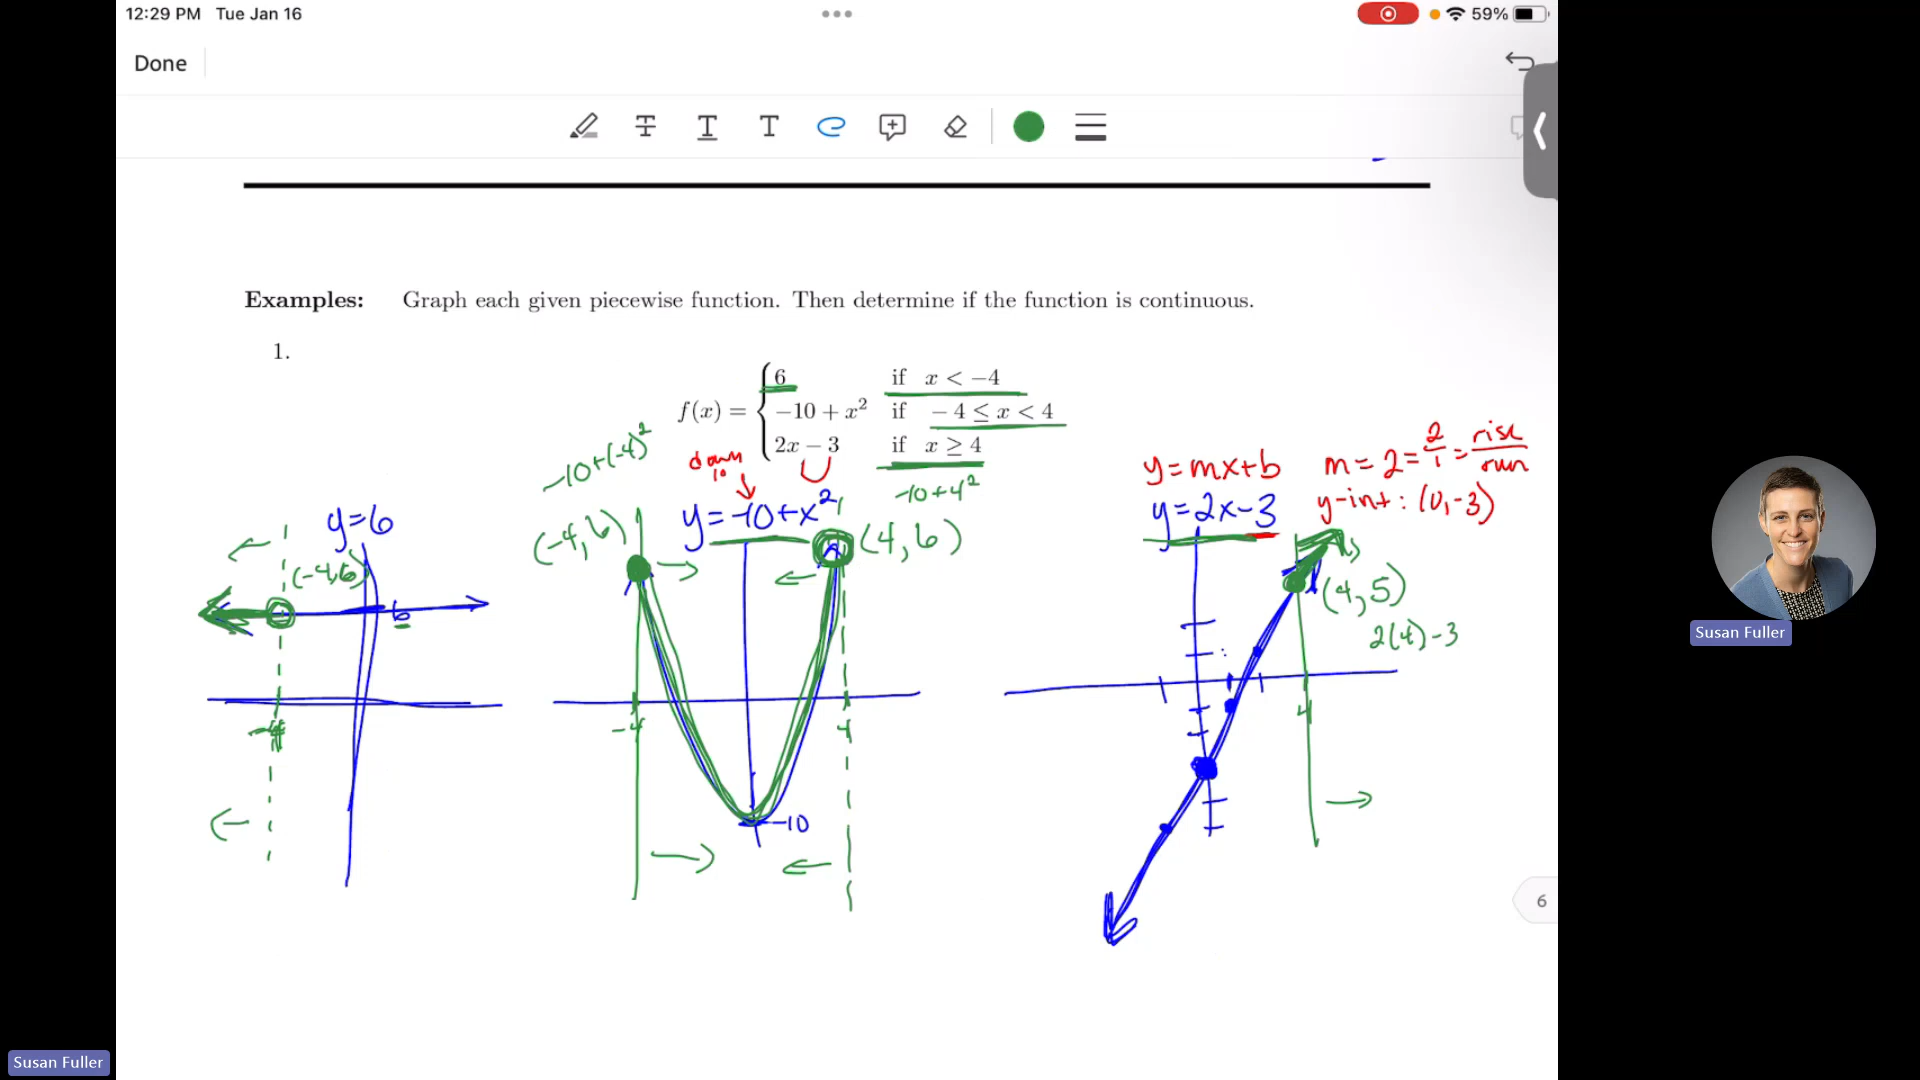 12:29 PM Tue Jan 16
59%
Done
Examples: Graph each given piecewise function. Then determine if the function is continuous.
1.
f(x) = { 6 if x < −4
−10 + x² if − 4 ≤ x < 4
2x − 3 if x ≥ 4
-10+(-4)²
down
10
-10+4²
y=mx+b
m=2=2/1=rise/run
y=6
(-4,6)
y=-10+x²
(4,6)
y=2x-3
y-int: (0,-3)
(-4,6)
6
(4,5)
2(4)-3
-4
-4
4
4
-10
6
Susan Fuller
Susan Fuller